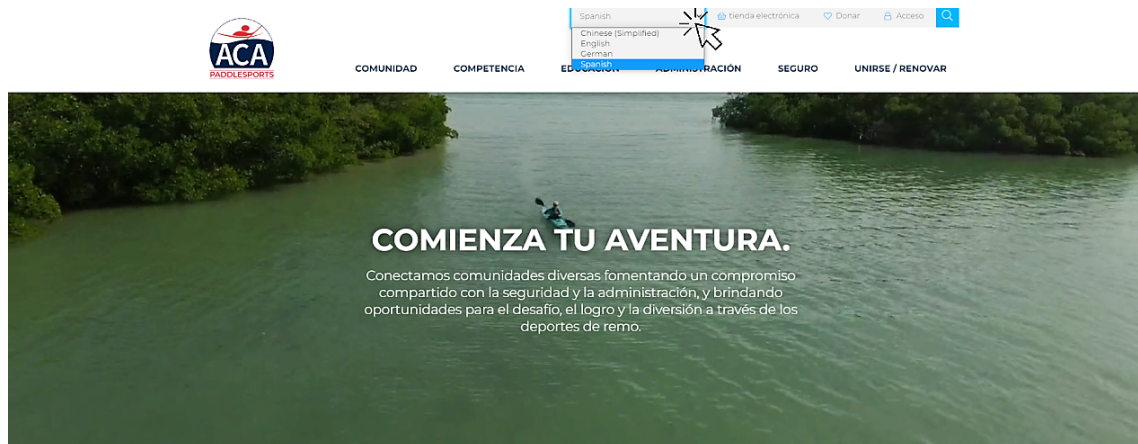 Spanish
tienda electrónica
Donar
Acceso
Chinese (Simplified)
English
German
Spanish
ACA
PADDLESPORTS
COMUNIDAD
COMPETENCIA
EDUCACIÓN
ADMINISTRACIÓN
SEGURO
UNIRSE / RENOVAR
COMIENZA TU AVENTURA.
Conectamos comunidades diversas fomentando un compromiso
compartido con la seguridad y la administración, y brindando
oportunidades para el desafío, el logro y la diversión a través de los
deportes de remo.